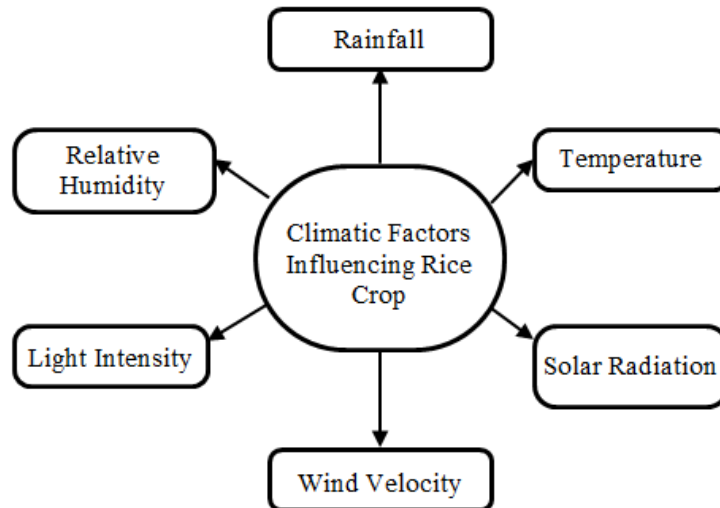 Rainfall
Relative
Humidity
Temperature
Climatic Factors
Influencing Rice
Crop
Light Intensity
Solar Radiation
Wind Velocity